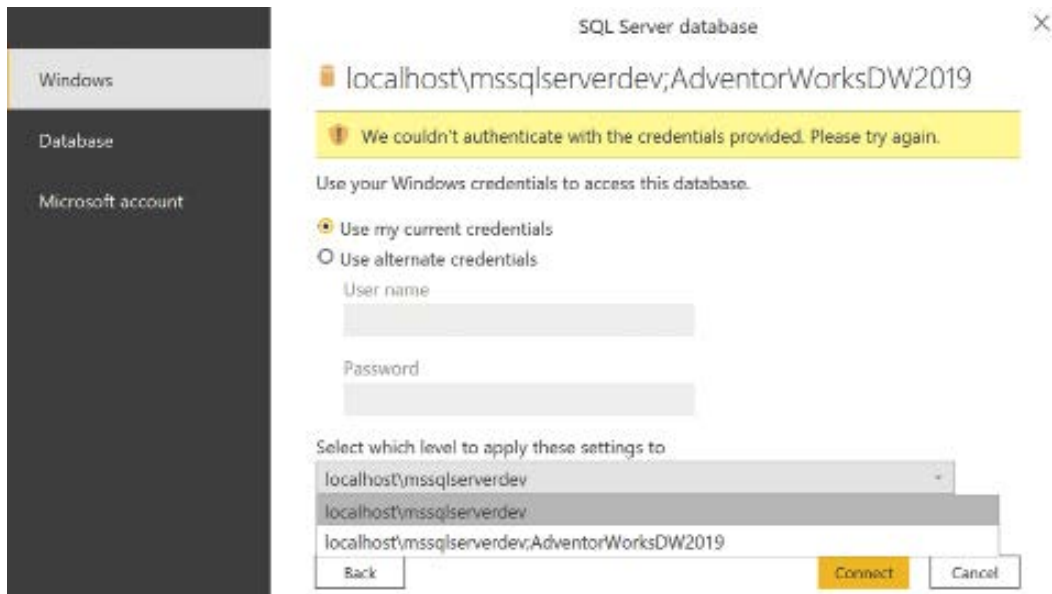 SQL Server database
Windows
Database
Microsoft account
localhost\mssqlserverdev;AdventorWorksDW2019
We couldn't authenticate with the credentials provided. Please try again.
Use your Windows credentials to access this database.
Use my current credentials
Use alternate credentials
User name
Password
Select which level to apply these settings to
localhost\mssqlserverdev
localhost\mssqlserverdev
localhost\mssqlserverdev;AdventorWorksDW2019
Back
Connect
Cancel